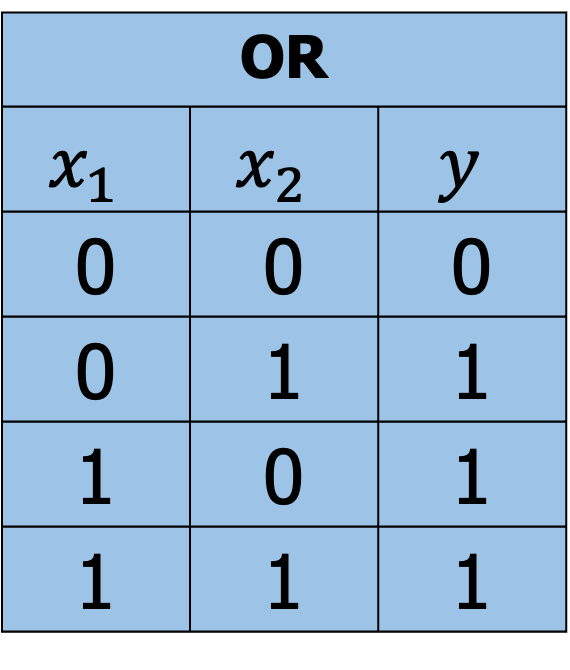 OR
x₁ x₂ y
0 0 0
0 1 1
1 0 1
1 1 1